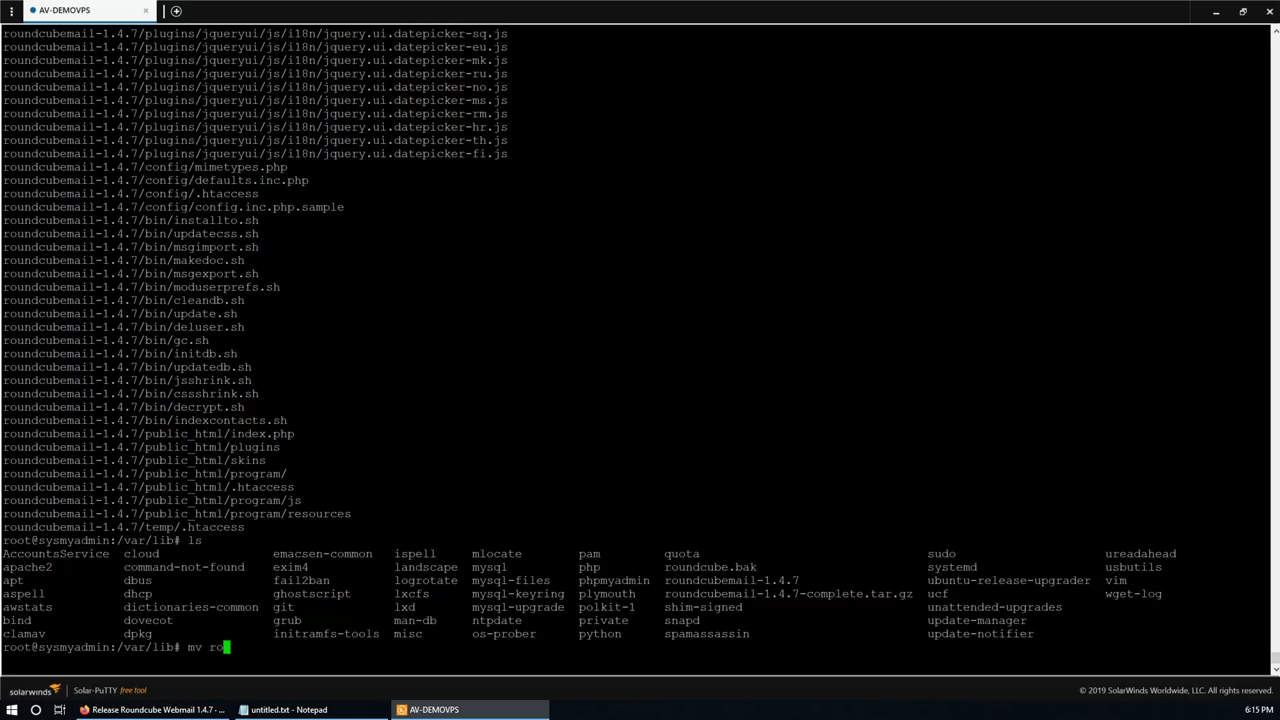 AV-DEMOVPS
roundcubemail-1.4.7/plugins/jqueryui/js/i18n/jquery.ui.datepicker-sq.js
roundcubemail-1.4.7/plugins/jqueryui/js/i18n/jquery.ui.datepicker-eu.js
roundcubemail-1.4.7/plugins/jqueryui/js/i18n/jquery.ui.datepicker-mk.js
roundcubemail-1.4.7/plugins/jqueryui/js/i18n/jquery.ui.datepicker-ru.js
roundcubemail-1.4.7/plugins/jqueryui/js/i18n/jquery.ui.datepicker-no.js
roundcubemail-1.4.7/plugins/jqueryui/js/i18n/jquery.ui.datepicker-ms.js
roundcubemail-1.4.7/plugins/jqueryui/js/i18n/jquery.ui.datepicker-rm.js
roundcubemail-1.4.7/plugins/jqueryui/js/i18n/jquery.ui.datepicker-hr.js
roundcubemail-1.4.7/plugins/jqueryui/js/i18n/jquery.ui.datepicker-th.js
roundcubemail-1.4.7/plugins/jqueryui/js/i18n/jquery.ui.datepicker-fi.js
roundcubemail-1.4.7/config/mimetypes.php
roundcubemail-1.4.7/config/defaults.inc.php
roundcubemail-1.4.7/config/.htaccess
roundcubemail-1.4.7/config/config.inc.php.sample
roundcubemail-1.4.7/bin/installto.sh
roundcubemail-1.4.7/bin/updatecss.sh
roundcubemail-1.4.7/bin/msgimport.sh
roundcubemail-1.4.7/bin/makedoc.sh
roundcubemail-1.4.7/bin/msgexport.sh
roundcubemail-1.4.7/bin/moduserprefs.sh
roundcubemail-1.4.7/bin/cleandb.sh
roundcubemail-1.4.7/bin/update.sh
roundcubemail-1.4.7/bin/deluser.sh
roundcubemail-1.4.7/bin/gc.sh
roundcubemail-1.4.7/bin/initdb.sh
roundcubemail-1.4.7/bin/updatedb.sh
roundcubemail-1.4.7/bin/jsshrink.sh
roundcubemail-1.4.7/bin/cssshrink.sh
roundcubemail-1.4.7/bin/decrypt.sh
roundcubemail-1.4.7/bin/indexcontacts.sh
roundcubemail-1.4.7/public_html/index.php
roundcubemail-1.4.7/public_html/plugins
roundcubemail-1.4.7/public_html/skins
roundcubemail-1.4.7/public_html/program/
roundcubemail-1.4.7/public_html/.htaccess
roundcubemail-1.4.7/public_html/program/js
roundcubemail-1.4.7/public_html/program/resources
roundcubemail-1.4.7/temp/.htaccess
root@sysmyadmin:/var/lib# ls
AccountsService cloud emacsen-common ispell mlocate pam quota sudo ureadahead
apache2 command-not-found exim4 landscape mysql php roundcube.bak systemd usbutils
apt dbus fail2ban logrotate mysql-files phpmyadmin roundcubemail-1.4.7 ubuntu-release-upgrader vim
aspell dhcp ghostscript lxcfs mysql-keyring plymouth roundcubemail-1.4.7-complete.tar.gz ucf wget-log
awstats dictionaries-common git lxd mysql-upgrade polkit-1 shim-signed unattended-upgrades
bind dovecot grub man-db ntpdate private snapd update-manager
clamav dpkg initramfs-tools misc os-prober python spamassassin update-notifier
root@sysmyadmin:/var/lib# mv ro
solarwinds Solar-PuTTY free tool © 2019 SolarWinds Worldwide, LLC. All rights reserved.
Release Roundcube Webmail 1.4.7 · ... untitled.txt - Notepad AV-DEMOVPS 6:15 PM